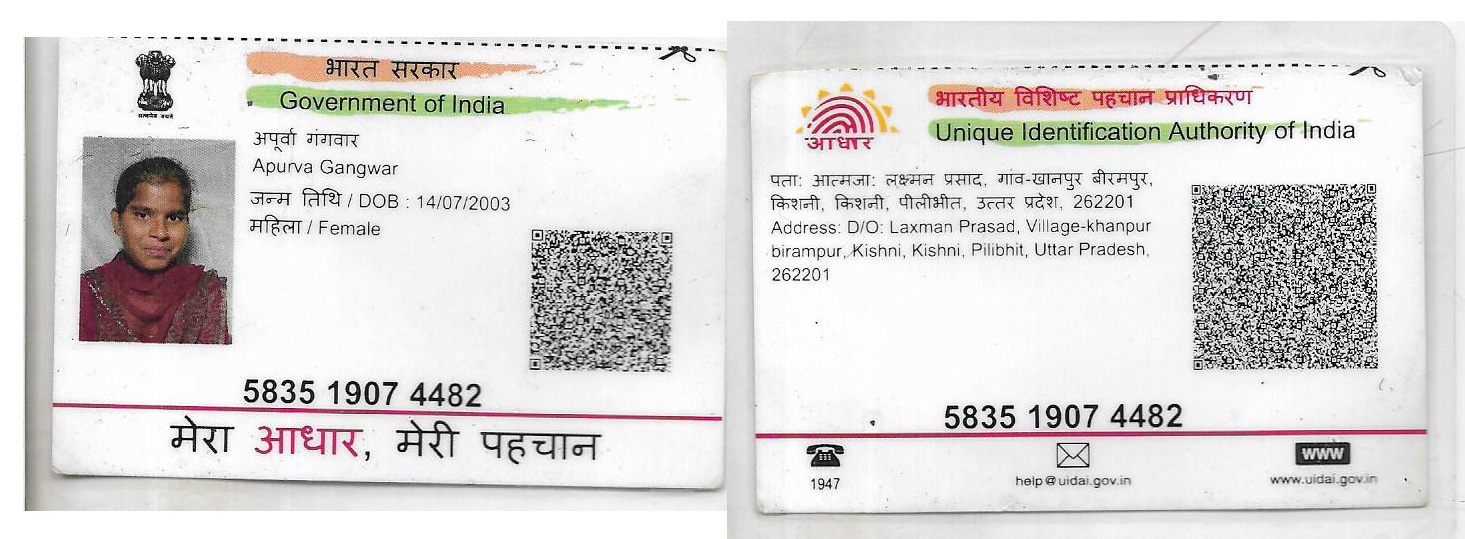 भारत सरकार
Government of India
सत्यमेव जयते
अपूर्वा गंगवार
Apurva Gangwar
जन्म तिथि / DOB : 14/07/2003
महिला / Female
5835 1907 4482
मेरा आधार, मेरी पहचान
भारतीय विशिष्ट पहचान प्राधिकरण
Unique Identification Authority of India
आधार
पता: आत्मजा: लक्ष्मन प्रसाद, गांव-खानपुर बीरमपुर,
किशनी, किशनी, पीलीभीत, उत्तर प्रदेश, 262201
Address: D/O: Laxman Prasad, Village-khanpur
birampur, Kishni, Kishni, Pilibhit, Uttar Pradesh,
262201
5835 1907 4482
1947
help@uidai.gov.in
WWW
www.uidai.gov.in